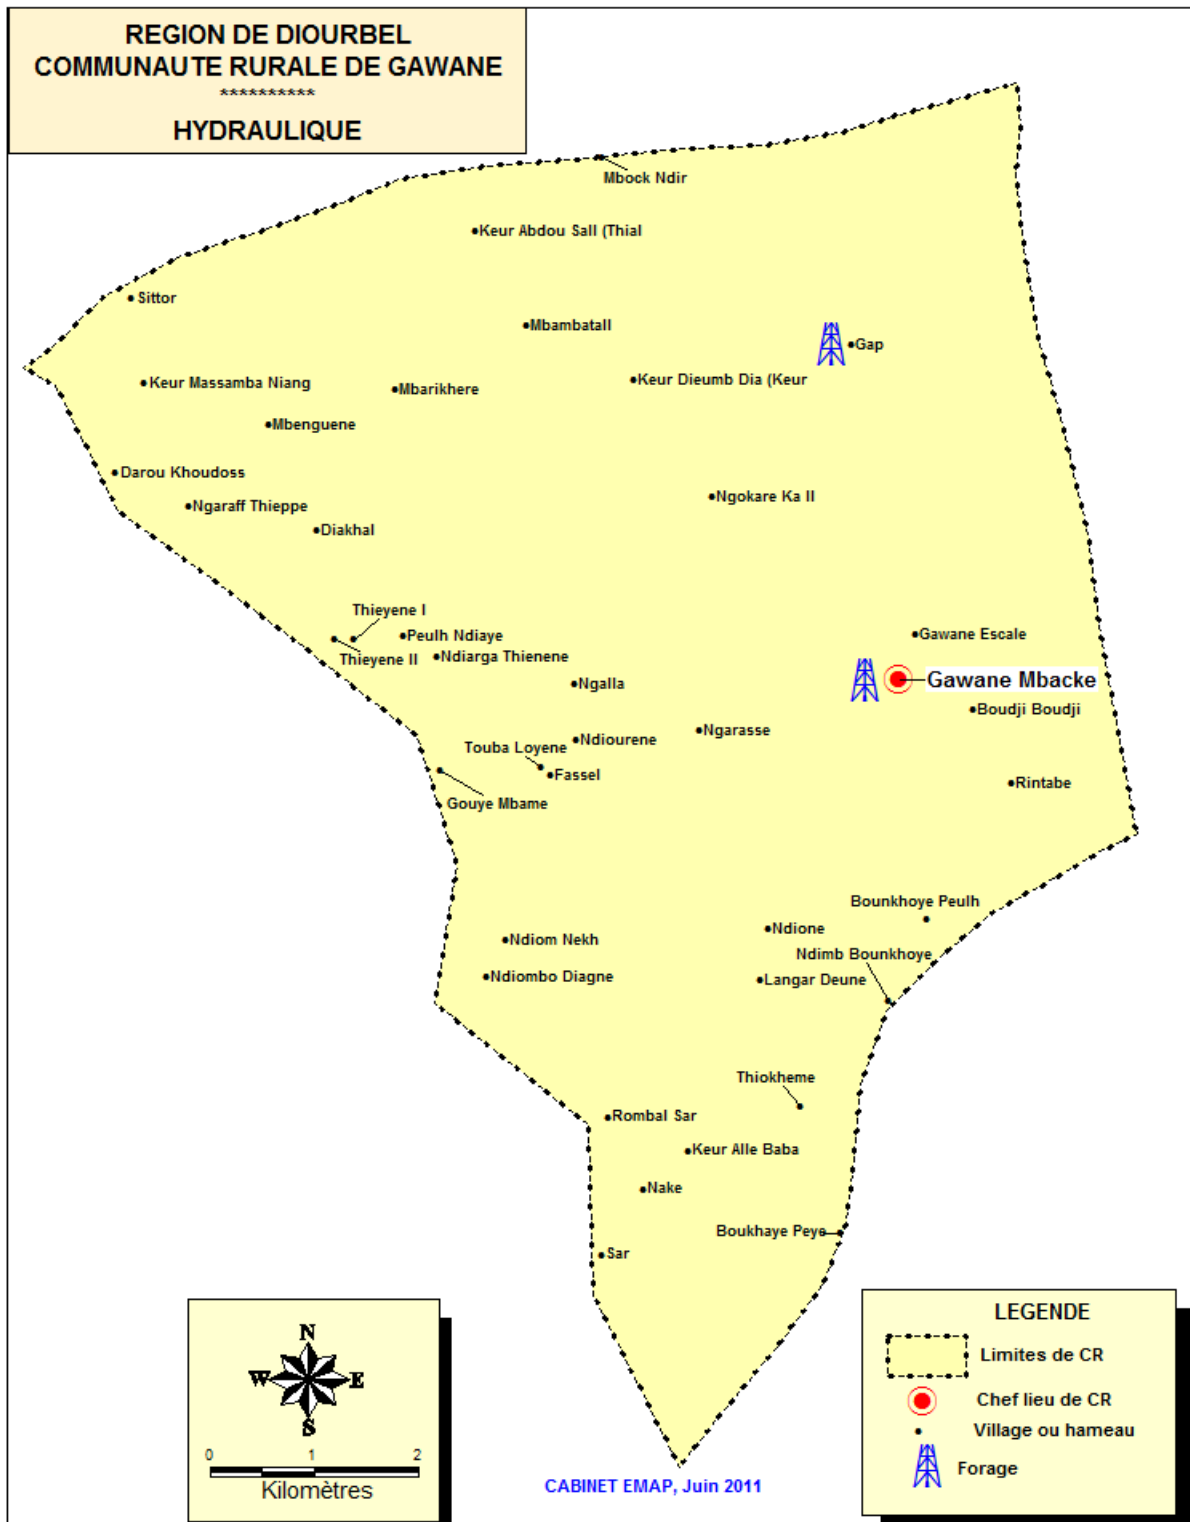 REGION DE DIOURBEL
COMMUNAUTE RURALE DE GAWANE
**********
HYDRAULIQUE
Mbock Ndir
Keur Abdou Sall (Thial
Sittor
Mbambatall
Gap
Keur Massamba Niang
Mbarikhere
Keur Dieumb Dia (Keur
Mbenguene
Darou Khoudoss
Ngaraff Thieppe
Ngokare Ka II
Diakhal
Thieyene I
Peulh Ndiaye
Gawane Escale
Thieyene II
Ndiarga Thienene
Ngalla
Gawane Mbacke
Boudji Boudji
Ngarasse
Ndiourene
Touba Loyene
Fassel
Rintabe
Gouye Mbame
Bounkhoye Peulh
Ndione
Ndiom Nekh
Ndimb Bounkhoye
Ndiombo Diagne
Langar Deune
Thiokheme
Rombal Sar
Keur Alle Baba
Nake
Boukhaye Peye
Sar
N
W E
S
0 1 2
Kilomètres
CABINET EMAP, Juin 2011
LEGENDE
Limites de CR
Chef lieu de CR
Village ou hameau
Forage